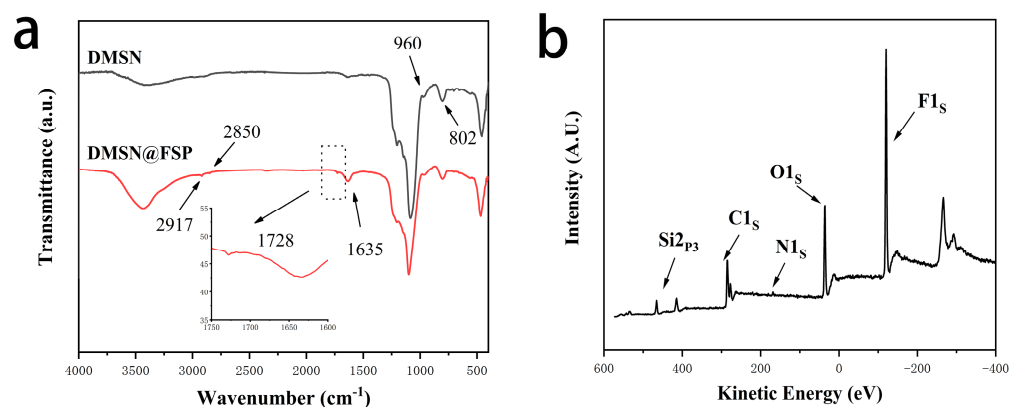 a
DMSN
960
802
DMSN@FSP
2850
2917
1728
1635
55
50
45
40
35
1750
1700
1650
1600
4000
3500
3000
2500
2000
1500
1000
500
Wavenumber (cm-1)
Transmittance (a.u.)
b
F1S
O1S
C1S
N1S
Si2P3
600
400
200
0
−200
−400
Kinetic Energy (eV)
Intensity (A.U.)